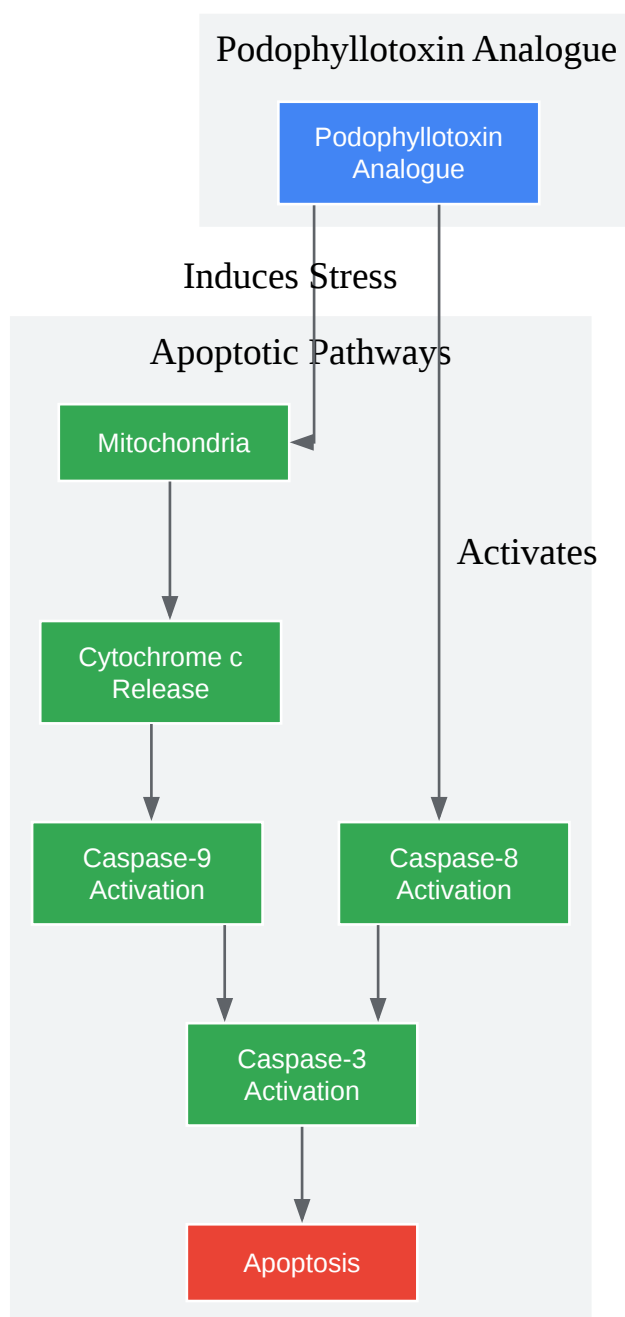 Podophyllotoxin Analogue
Podophyllotoxin
Analogue
Induces Stress
Apoptotic Pathways
Mitochondria
Activates
Cytochrome c
Release
Caspase-9
Activation
Caspase-8
Activation
Caspase-3
Activation
Apoptosis